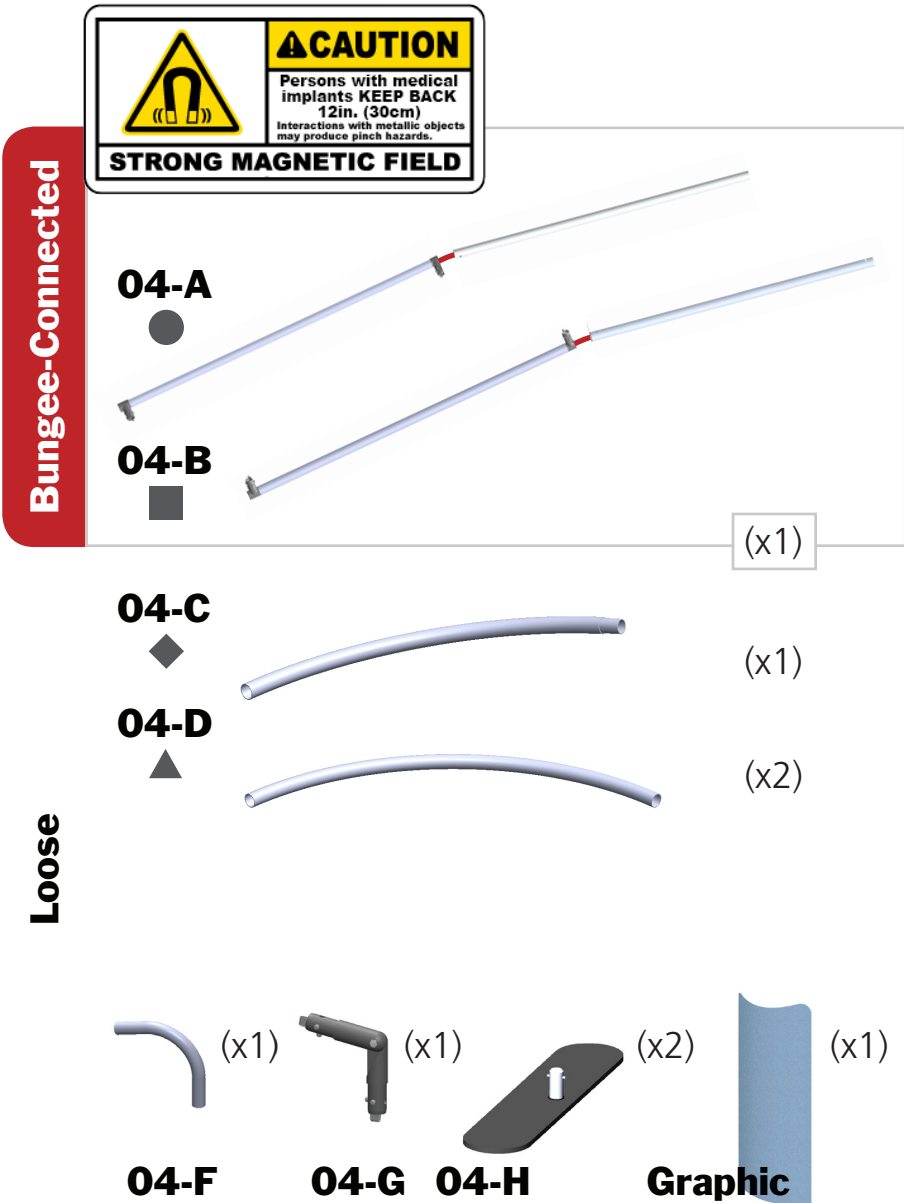 CAUTION
Persons with medical
implants KEEP BACK
12in. (30cm)
Interactions with metallic objects
may produce pinch hazards.
STRONG MAGNETIC FIELD
Bungee-Connected
04-A
04-B
(x1)
Loose
04-C
(x1)
04-D
(x2)
(x1)
(x1)
(x2)
(x1)
04-F
04-G
04-H
Graphic